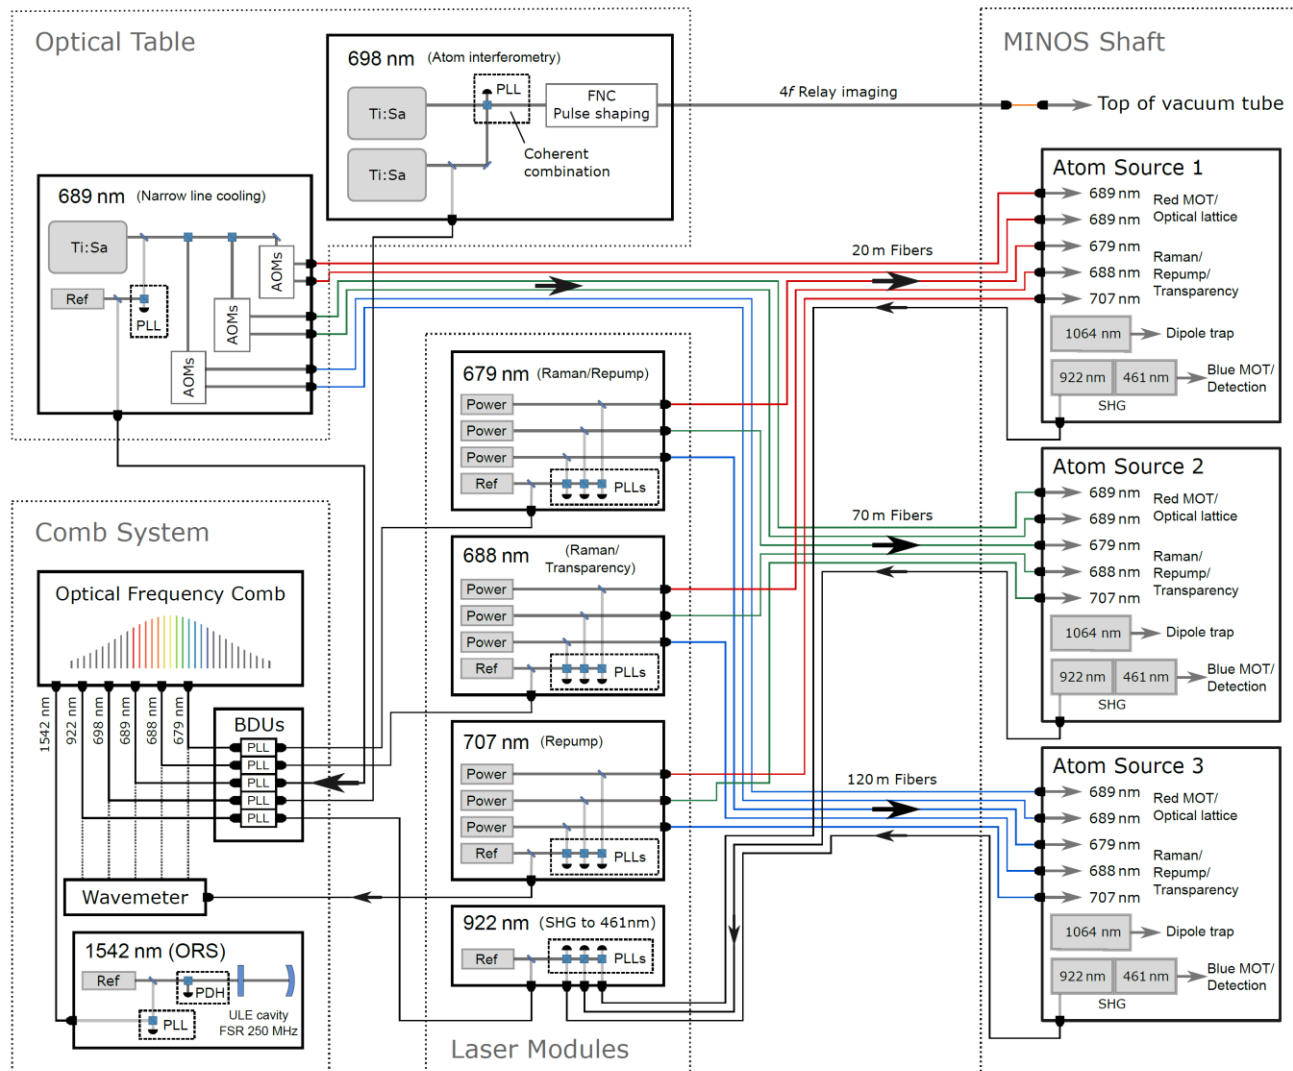 Optical Table
698 nm (Atom interferometry)
Ti:Sa
Ti:Sa
PLL
Coherent
combination
FNC
Pulse shaping
4f Relay imaging
689 nm (Narrow line cooling)
Ti:Sa
Ref
PLL
AOMs
AOMs
AOMs
MINOS Shaft
Top of vacuum tube
20 m Fibers
70 m Fibers
120 m Fibers
Atom Source 1
689 nm
689 nm
679 nm
688 nm
707 nm
Red MOT/
Optical lattice
Raman/
Repump/
Transparency
1064 nm
Dipole trap
922 nm
461 nm
SHG
Blue MOT/
Detection
Atom Source 2
689 nm
689 nm
679 nm
688 nm
707 nm
Red MOT/
Optical lattice
Raman/
Repump/
Transparency
1064 nm
Dipole trap
922 nm
461 nm
SHG
Blue MOT/
Detection
Atom Source 3
689 nm
689 nm
679 nm
688 nm
707 nm
Red MOT/
Optical lattice
Raman/
Repump/
Transparency
1064 nm
Dipole trap
922 nm
461 nm
SHG
Blue MOT/
Detection
679 nm (Raman/Repump)
Power
Power
Power
Ref
PLLs
688 nm (Raman/
Transparency)
Power
Power
Power
Ref
PLLs
707 nm (Repump)
Power
Power
Power
Ref
PLLs
922 nm (SHG to 461nm)
Ref
PLLs
Laser Modules
Comb System
Optical Frequency Comb
1542 nm
922 nm
698 nm
689 nm
688 nm
679 nm
BDUs
PLL
PLL
PLL
PLL
PLL
Wavemeter
1542 nm (ORS)
Ref
PDH
PLL
ULE cavity
FSR 250 MHz